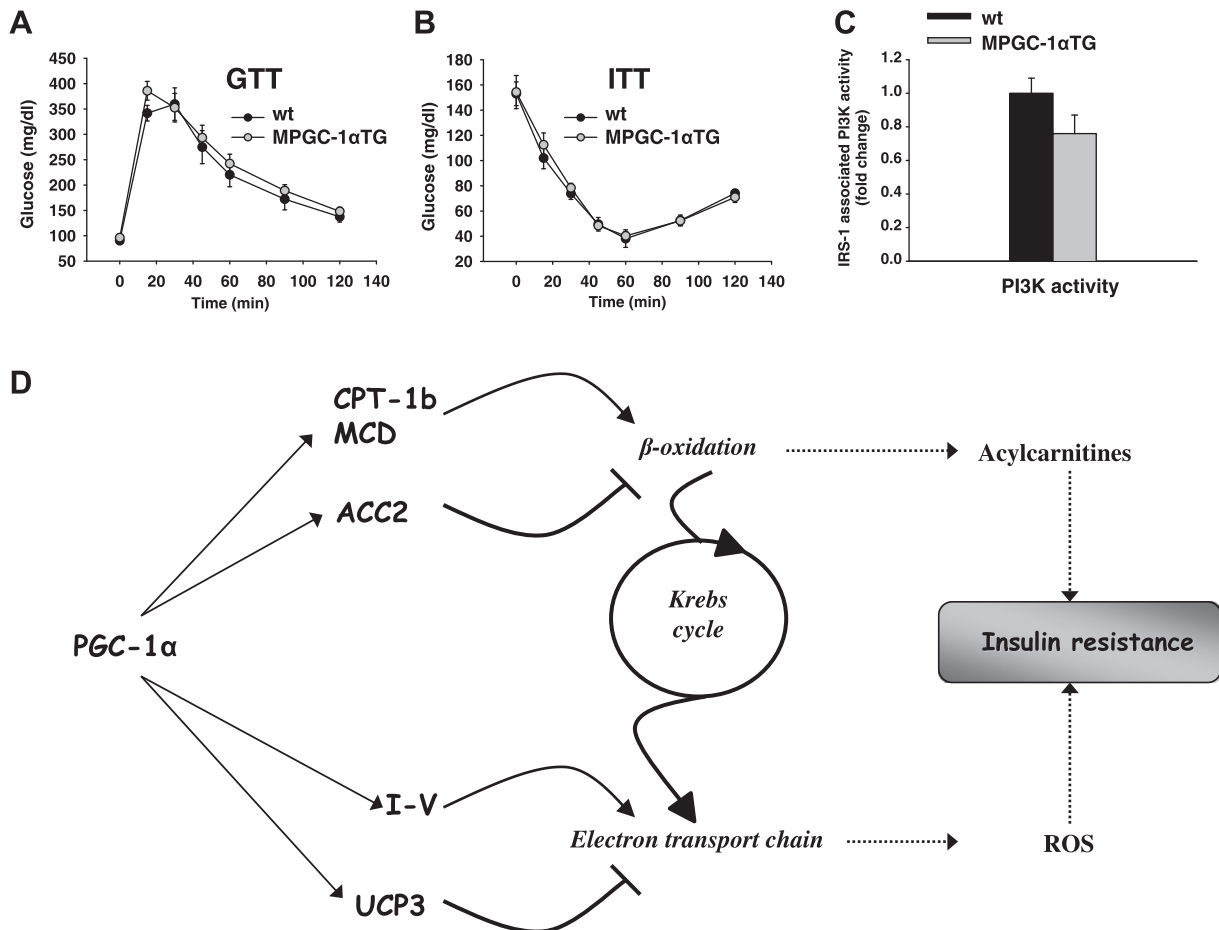 A
GTT
wt
MPGC-1αTG
Glucose (mg/dl)
450
400
350
300
250
200
150
100
50
0 20 40 60 80 100 120 140
Time (min)
B
ITT
wt
MPGC-1αTG
Glucose (mg/dl)
180
160
140
120
100
80
60
40
20
0 20 40 60 80 100 120 140
Time (min)
C
wt
MPGC-1αTG
IRS-1 associated PI3K activity
(fold change)
1.2
1.0
0.8
0.6
0.4
0.2
0.0
PI3K activity
D
CPT-1b
MCD
β-oxidation
Acylcarnitines
ACC2
Krebs
cycle
PGC-1α
Insulin resistance
I-V
Electron transport chain
ROS
UCP3